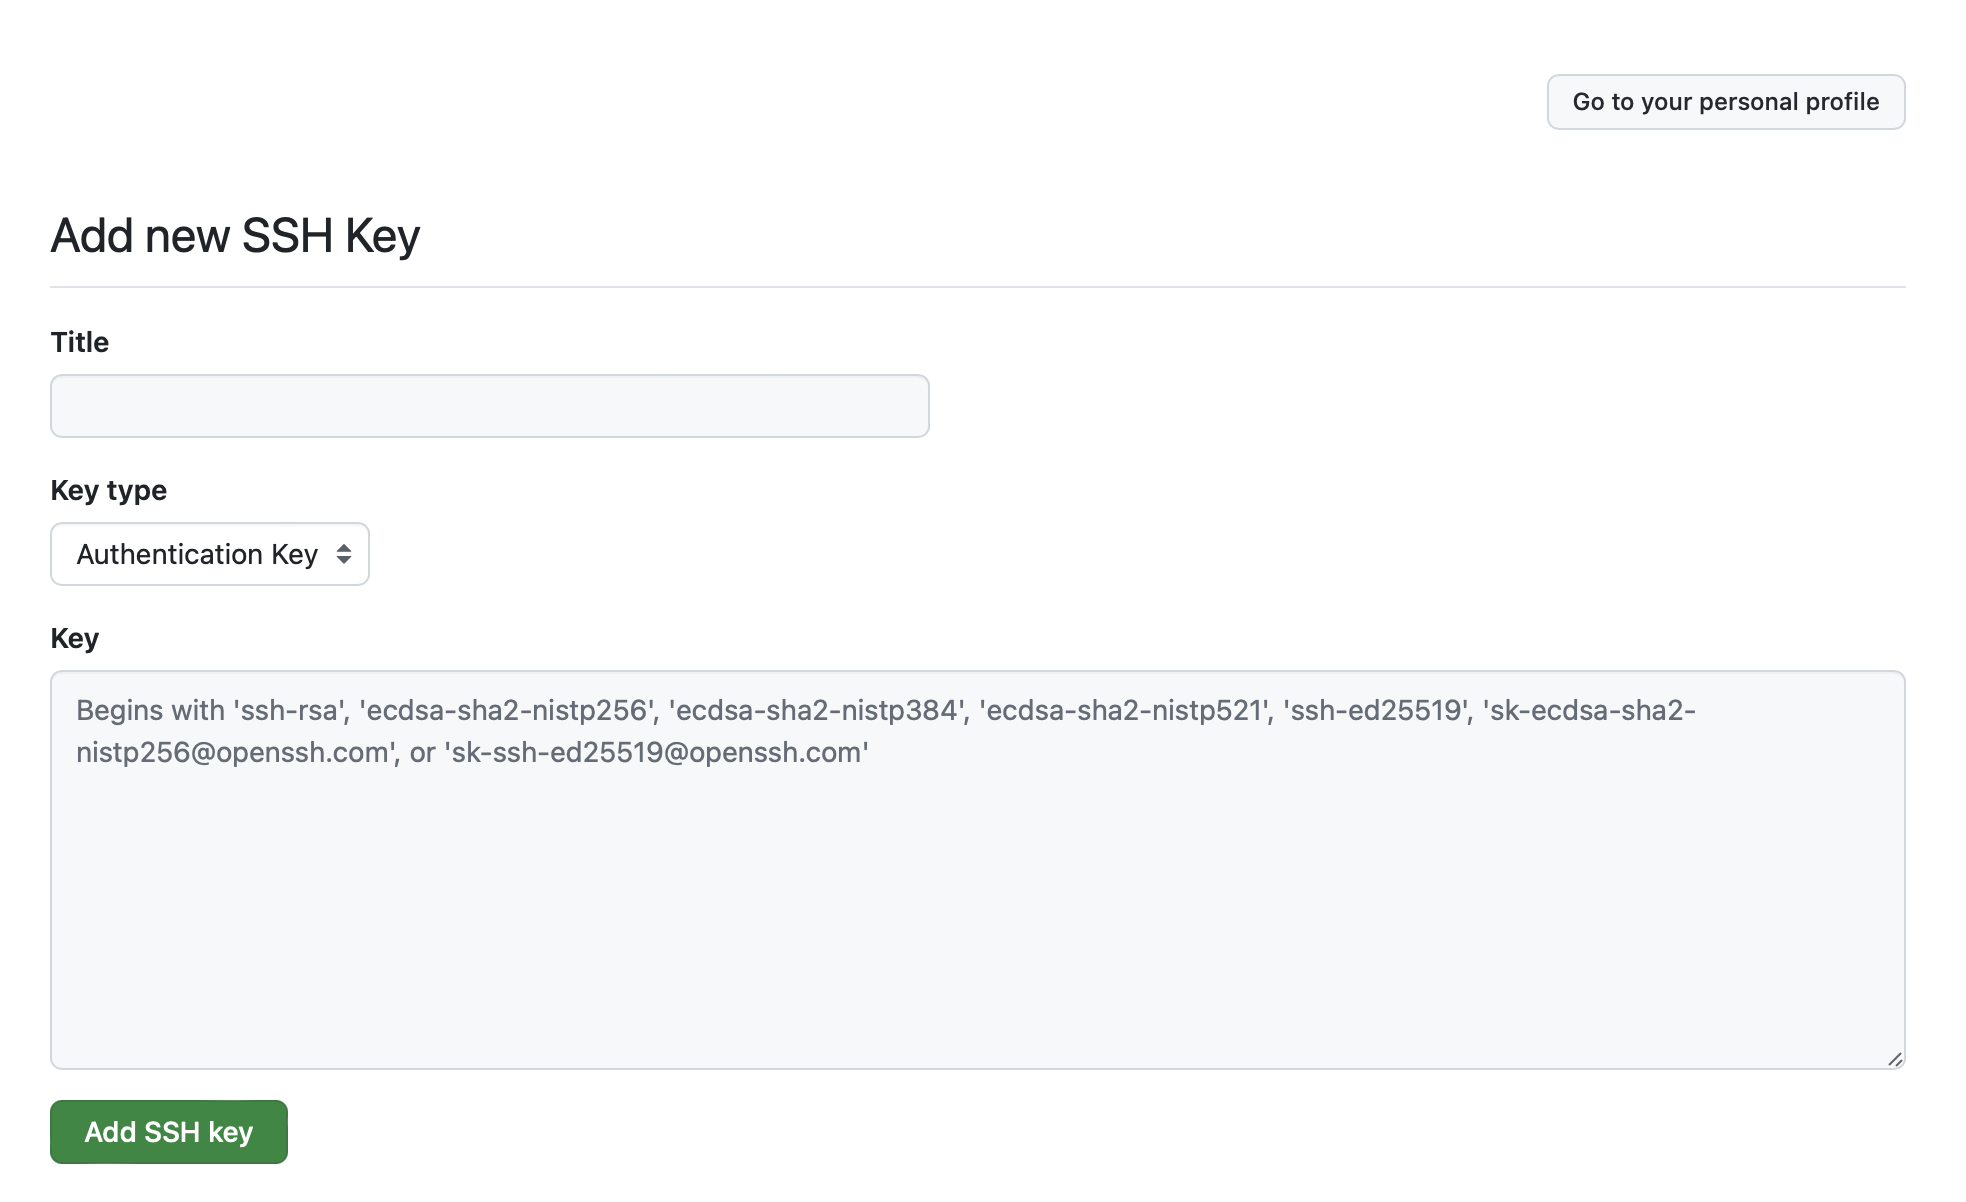 Go to your personal profile
Add new SSH Key
Title
Key type
Authentication Key
Key
Begins with 'ssh-rsa', 'ecdsa-sha2-nistp256', 'ecdsa-sha2-nistp384', 'ecdsa-sha2-nistp521', 'ssh-ed25519', 'sk-ecdsa-sha2-
nistp256@openssh.com', or 'sk-ssh-ed25519@openssh.com'
Add SSH key